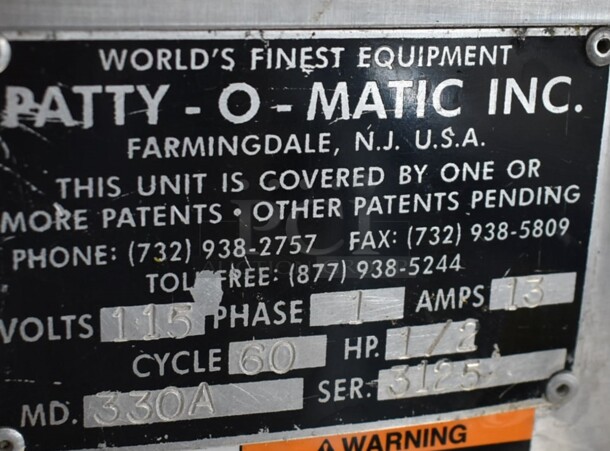 WORLD'S FINEST EQUIPMENT
PATTY - O - MATIC INC.
FARMINGDALE, N.J. U.S.A.
THIS UNIT IS COVERED BY ONE OR
MORE PATENTS • OTHER PATENTS PENDING
PHONE: (732) 938-2757 FAX: (732) 938-5809
TOLL FREE: (877) 938-5244
VOLTS 115 PHASE 1 AMPS 13
CYCLE 60 HP. 1/2
MD. 330A SER. 3125
WARNING